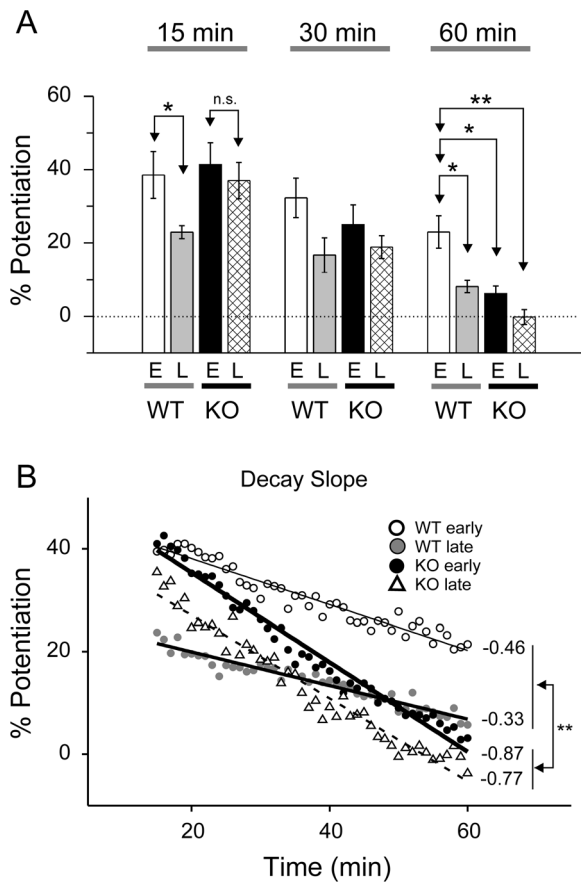 A
15 min 30 min 60 min
% Potentiation
60
40
20
0
* n.s. ** * *
E L E L E L E L E L E L
WT KO WT KO WT KO
B
Decay Slope
% Potentiation
40
20
0
WT early
WT late
KO early
KO late
-0.46
-0.33
-0.87
-0.77
**
20 40 60
Time (min)